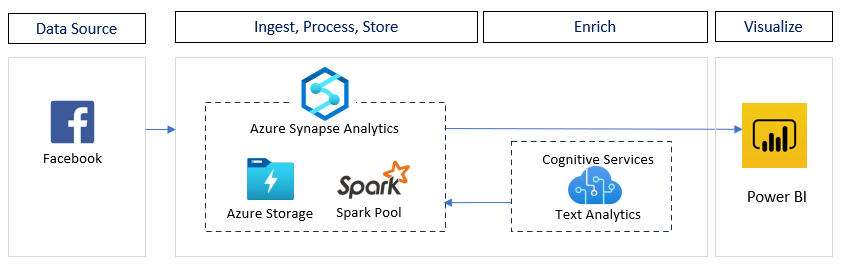 Data Source
Ingest, Process, Store
Enrich
Visualize
Facebook
Azure Synapse Analytics
Azure Storage
Spark
Spark Pool
Cognitive Services
Text Analytics
Power BI